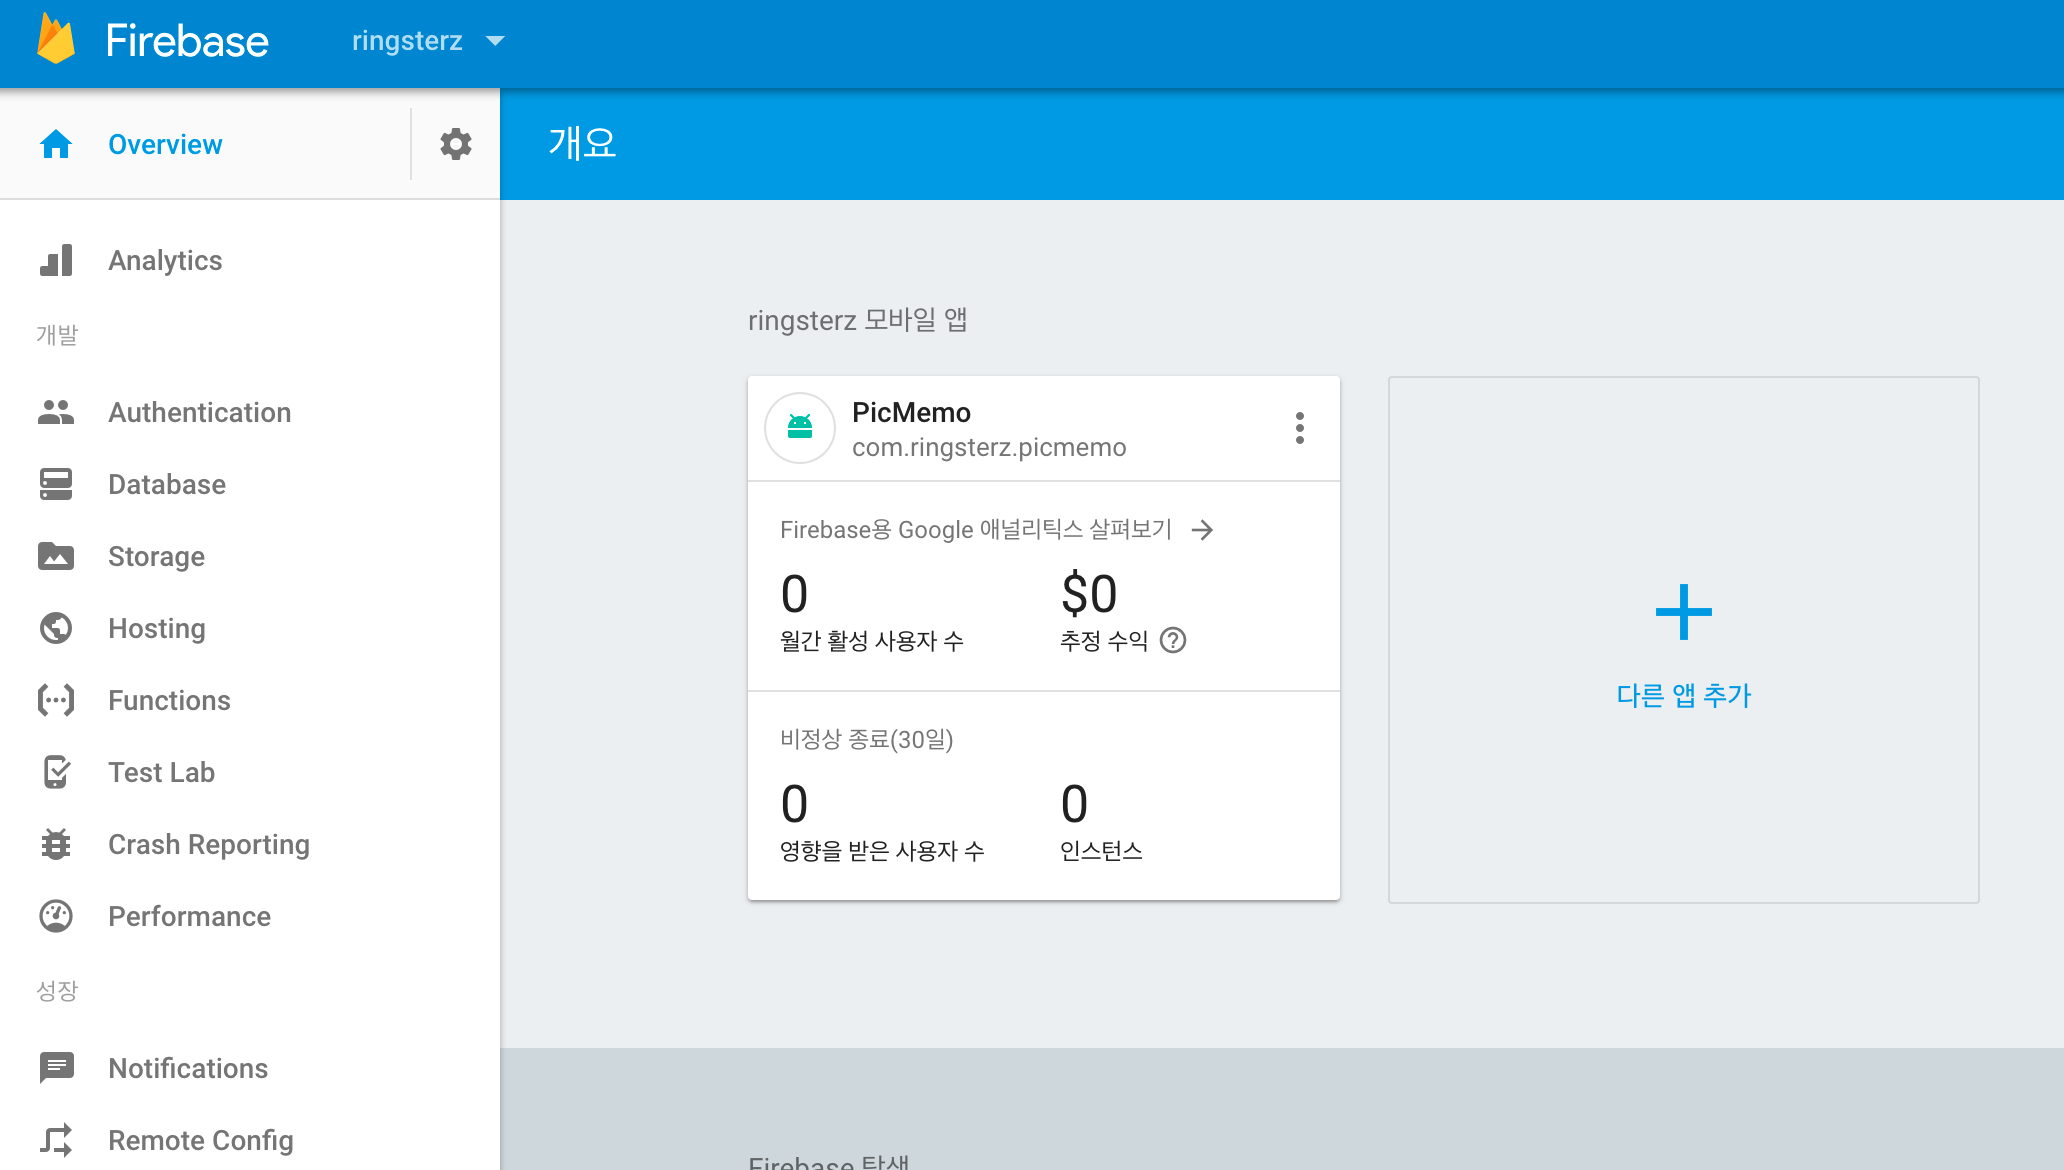 Firebase
ringsterz
Overview
개요
Analytics
개발
Authentication
Database
Storage
Hosting
Functions
Test Lab
Crash Reporting
Performance
성장
Notifications
Remote Config
ringsterz 모바일 앱
PicMemo
com.ringsterz.picmemo
Firebase용 Google 애널리틱스 살펴보기
0
$0
월간 활성 사용자 수
추정 수익 ?
비정상 종료(30일)
0
0
영향을 받은 사용자 수
인스턴스
다른 앱 추가
Firebase 탐색